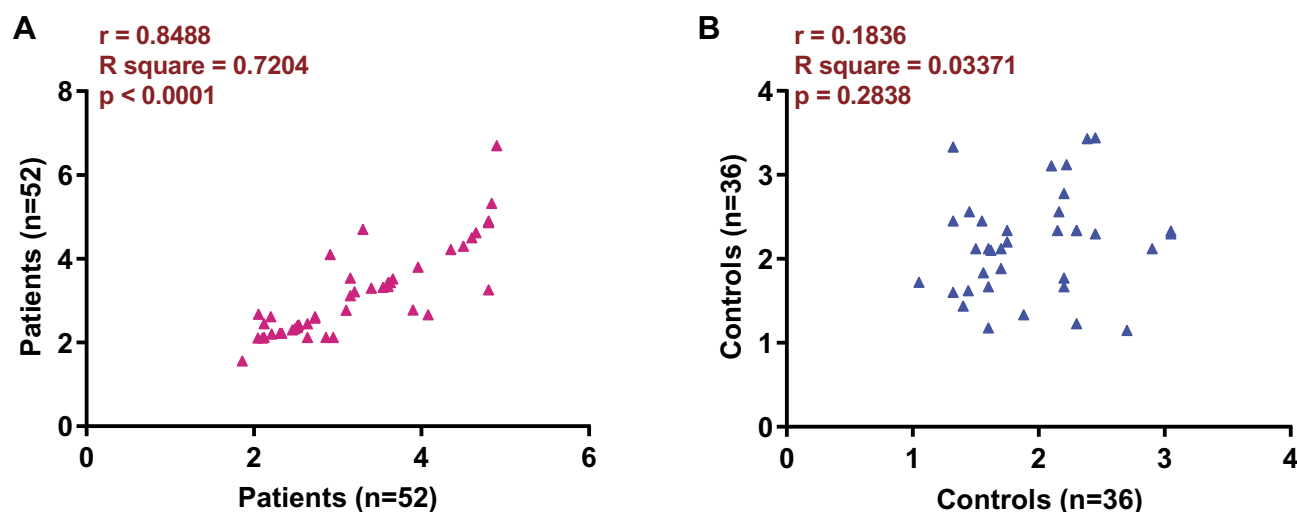 A
r = 0.8488
R square = 0.7204
p < 0.0001
8
6
4
2
0
Patients (n=52)
0 2 4 6
Patients (n=52)
B
r = 0.1836
R square = 0.03371
p = 0.2838
4
3
2
1
0
Controls (n=36)
0 1 2 3 4
Controls (n=36)